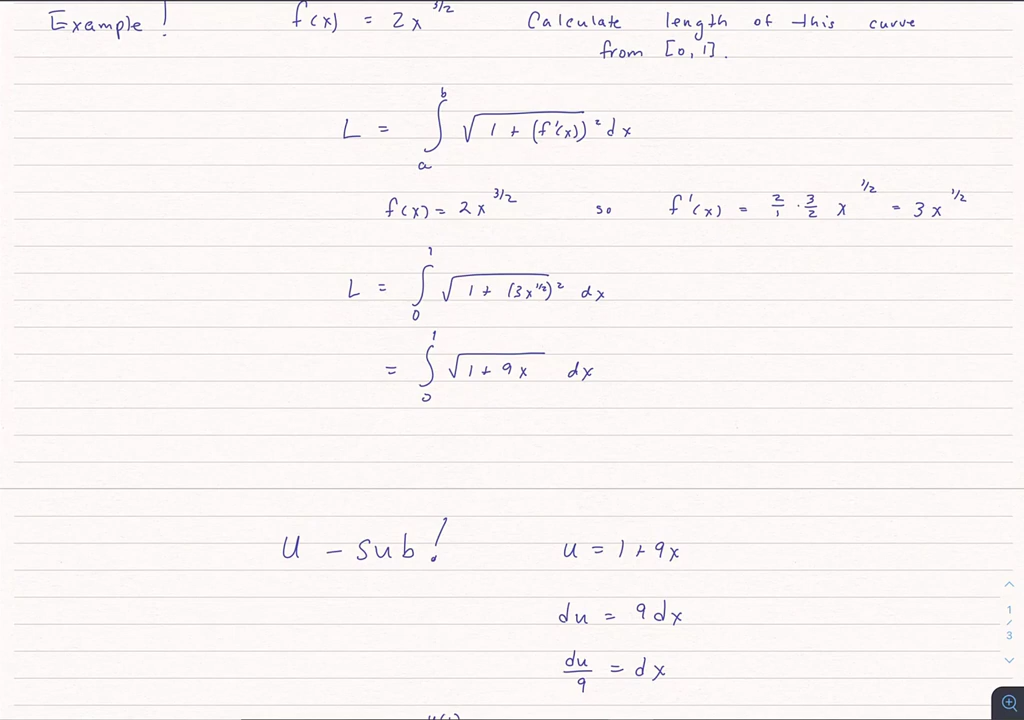 Example! f(x) = 2x^{3/2} Calculate length of this curve
from [0, 1].
L = ∫_a^b √(1 + (f'(x))^2) dx
f(x) = 2x^{3/2} so f'(x) = 2/1 · 3/2 x^{1/2} = 3x^{1/2}
L = ∫_0^1 √(1 + (3x^{1/2})^2) dx
= ∫_0^1 √(1 + 9x) dx
u - sub! u = 1 + 9x
du = 9dx
du/9 = dx
1
/
3